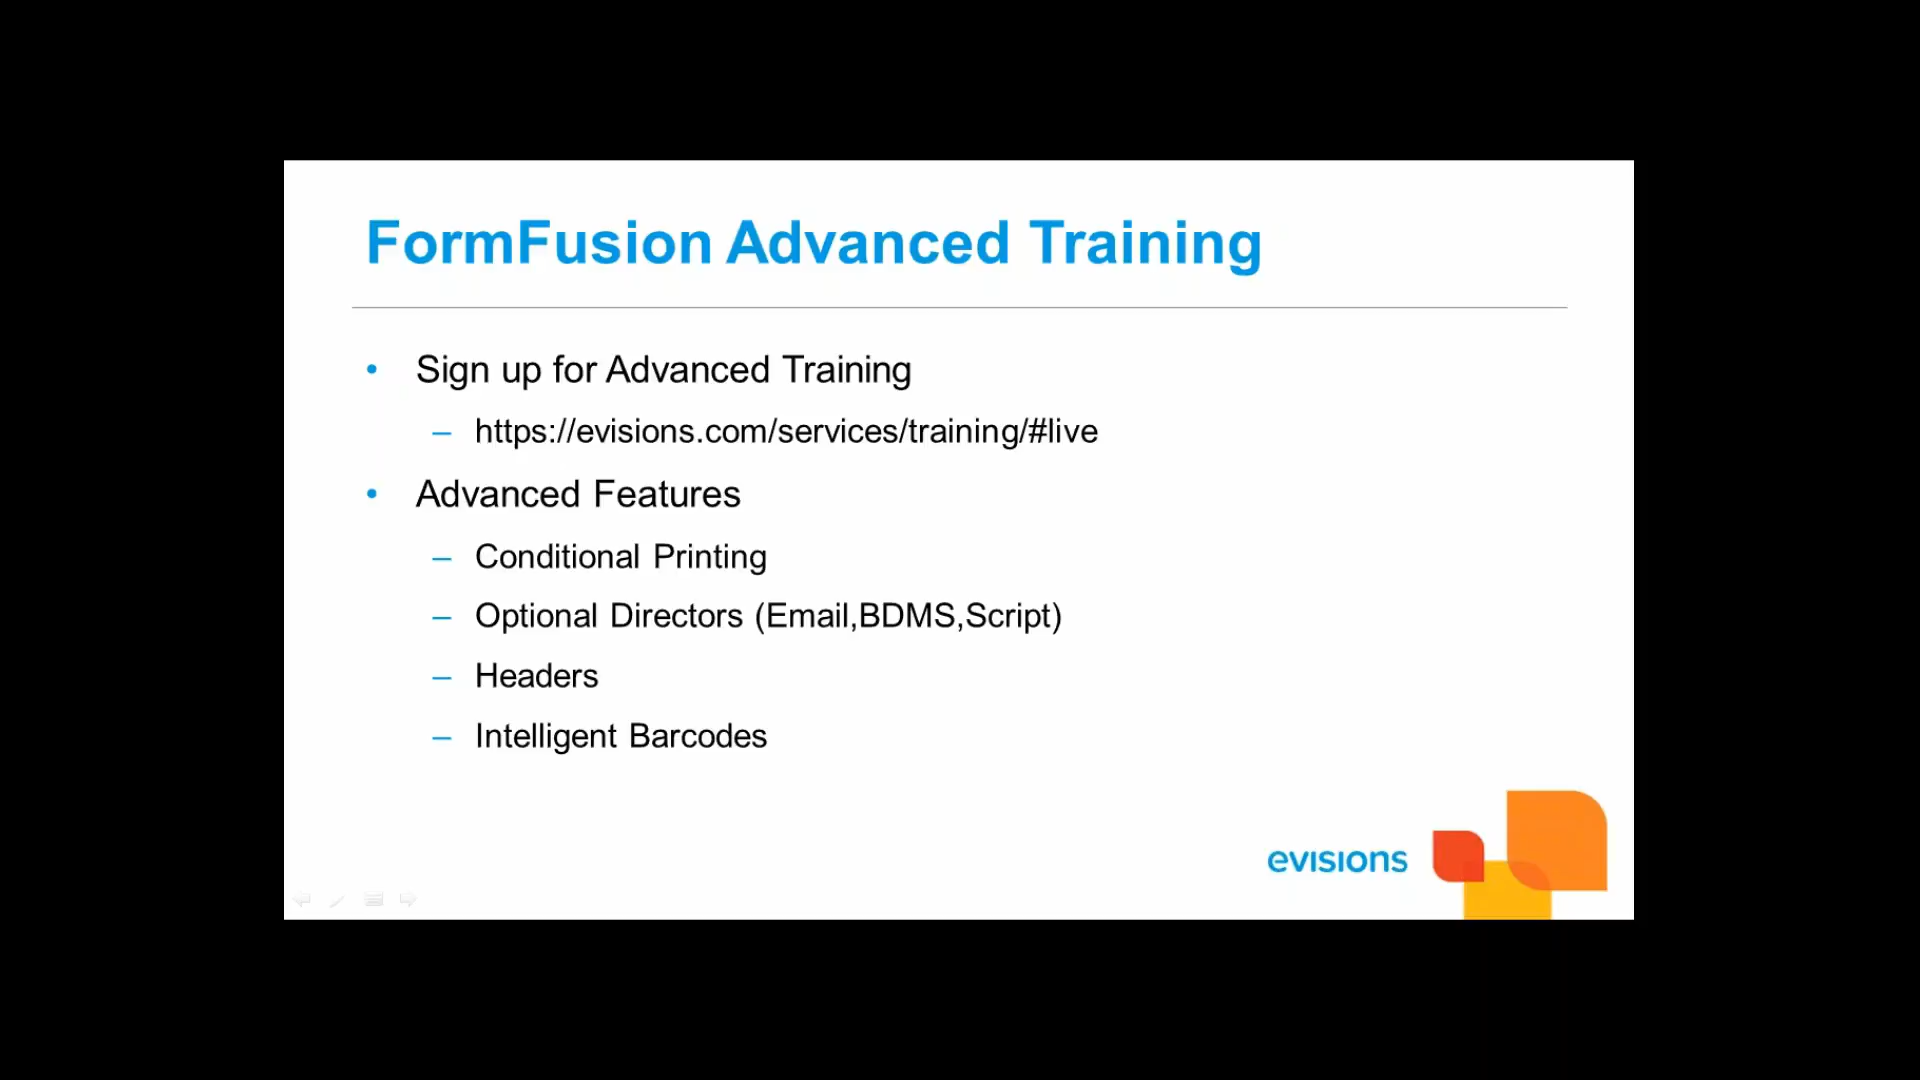 FormFusion Advanced Training
• Sign up for Advanced Training
– https://evisions.com/services/training/#live
• Advanced Features
– Conditional Printing
– Optional Directors (Email,BDMS,Script)
– Headers
– Intelligent Barcodes
evisions